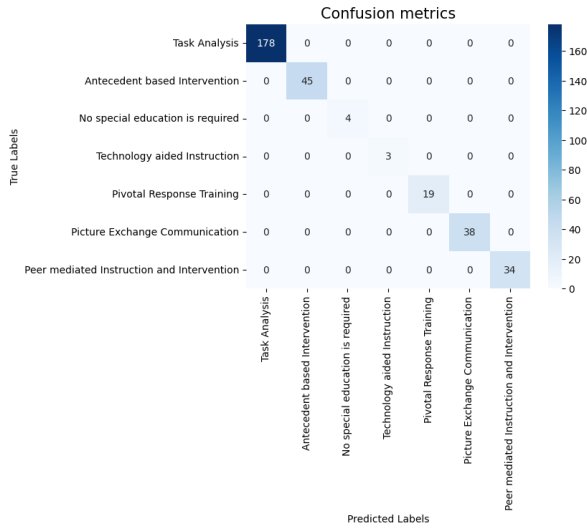 Confusion metrics
True Labels
Task Analysis 178 0 0 0 0 0 0
Antecedent based Intervention 0 45 0 0 0 0 0
No special education is required 0 0 4 0 0 0 0
Technology aided Instruction 0 0 0 3 0 0 0
Pivotal Response Training 0 0 0 0 19 0 0
Picture Exchange Communication 0 0 0 0 0 38 0
Peer mediated Instruction and Intervention 0 0 0 0 0 0 34
Task Analysis
Antecedent based Intervention
No special education is required
Technology aided Instruction
Pivotal Response Training
Picture Exchange Communication
Peer mediated Instruction and Intervention
Predicted Labels
160
140
120
100
80
60
40
20
0